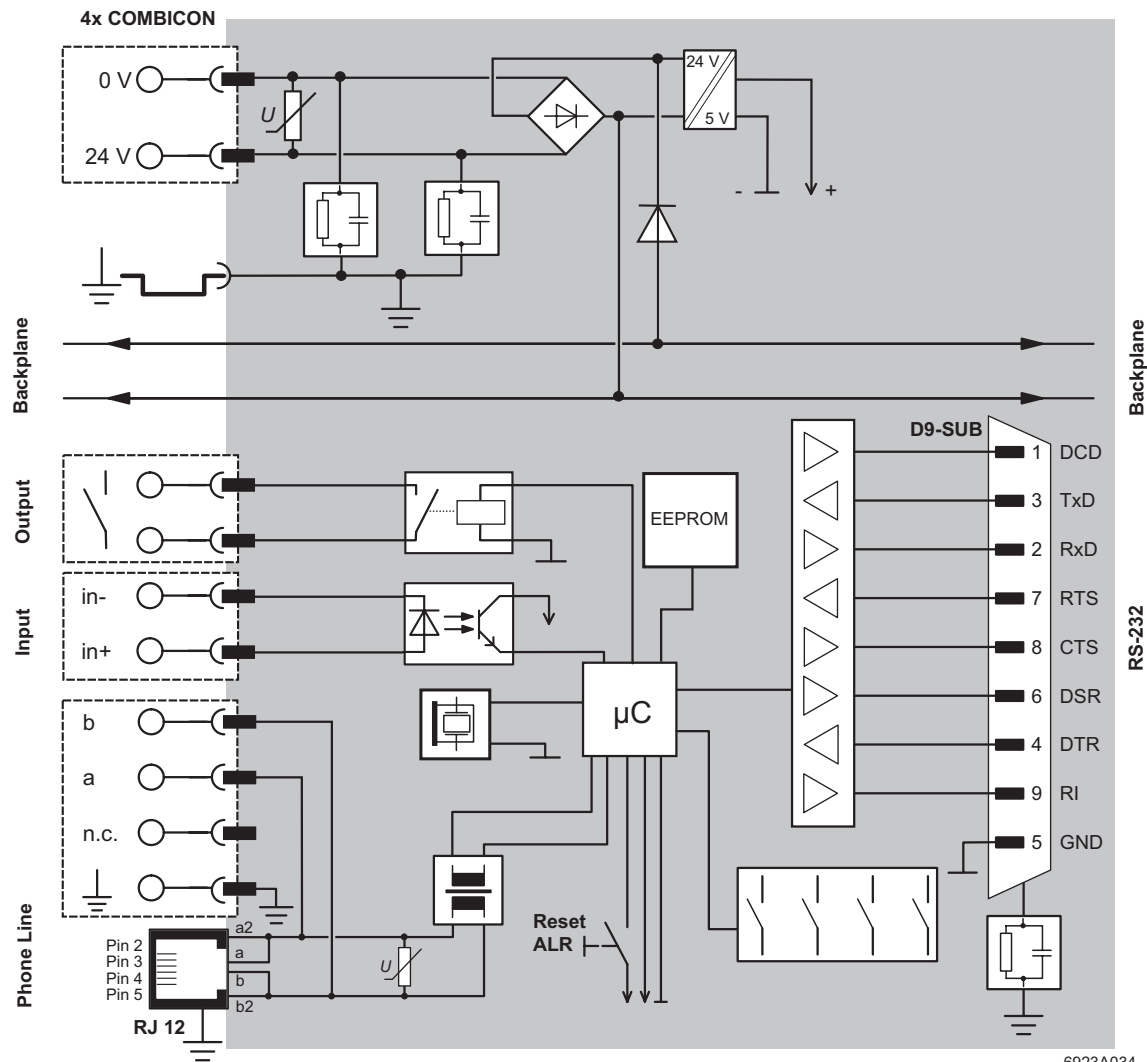 4x COMBICON
0 V
U
24 V
24 V
5 V
-
+
Backplane
Backplane
Output
Input
in-
in+
EEPROM
µC
D9-SUB
1 DCD
3 TxD
2 RxD
7 RTS
8 CTS
6 DSR
4 DTR
9 RI
5 GND
RS-232
b
a
n.c.
Phone Line
Pin 2
Pin 3
Pin 4
Pin 5
a2
a
b
b2
RJ 12
U
Reset
ALR
6923A034